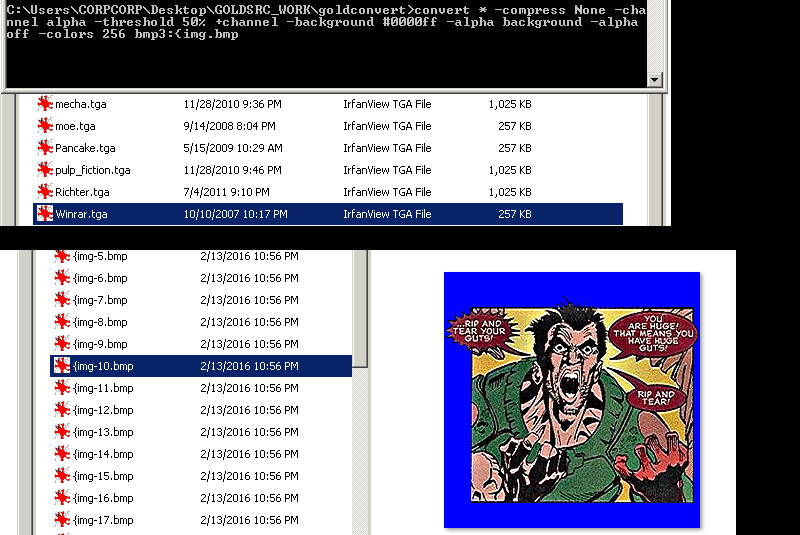 C:\Users\CORPCORP\Desktop\GOLDSRC_WORK\goldconvert>convert * -compress None -cha
nnel alpha -threshold 50% +channel -background #0000ff -alpha background -alpha
off -colors 256 bmp3:{img.bmp
mecha.tga 11/28/2010 9:36 PM IrfanView TGA File 1,025 KB
moe.tga 9/14/2008 8:04 PM IrfanView TGA File 257 KB
Pancake.tga 5/15/2009 10:29 AM IrfanView TGA File 257 KB
pulp_fiction.tga 11/28/2010 9:46 PM IrfanView TGA File 1,025 KB
Richter.tga 7/4/2011 9:10 PM IrfanView TGA File 1,025 KB
Winrar.tga 10/10/2007 10:17 PM IrfanView TGA File 257 KB
{img-5.bmp 2/13/2016 10:56 PM
{img-6.bmp 2/13/2016 10:56 PM
{img-7.bmp 2/13/2016 10:56 PM
{img-8.bmp 2/13/2016 10:56 PM
{img-9.bmp 2/13/2016 10:56 PM
{img-10.bmp 2/13/2016 10:56 PM
{img-11.bmp 2/13/2016 10:56 PM
{img-12.bmp 2/13/2016 10:56 PM
{img-13.bmp 2/13/2016 10:56 PM
{img-14.bmp 2/13/2016 10:56 PM
{img-15.bmp 2/13/2016 10:56 PM
{img-16.bmp 2/13/2016 10:56 PM
{img-17.bmp 2/13/2016 10:56 PM
...RIP AND
TEAR YOUR
GUTS!
YOU
ARE HUGE!
THAT MEANS YOU
HAVE HUGE
GUTS!
RIP AND
TEAR!